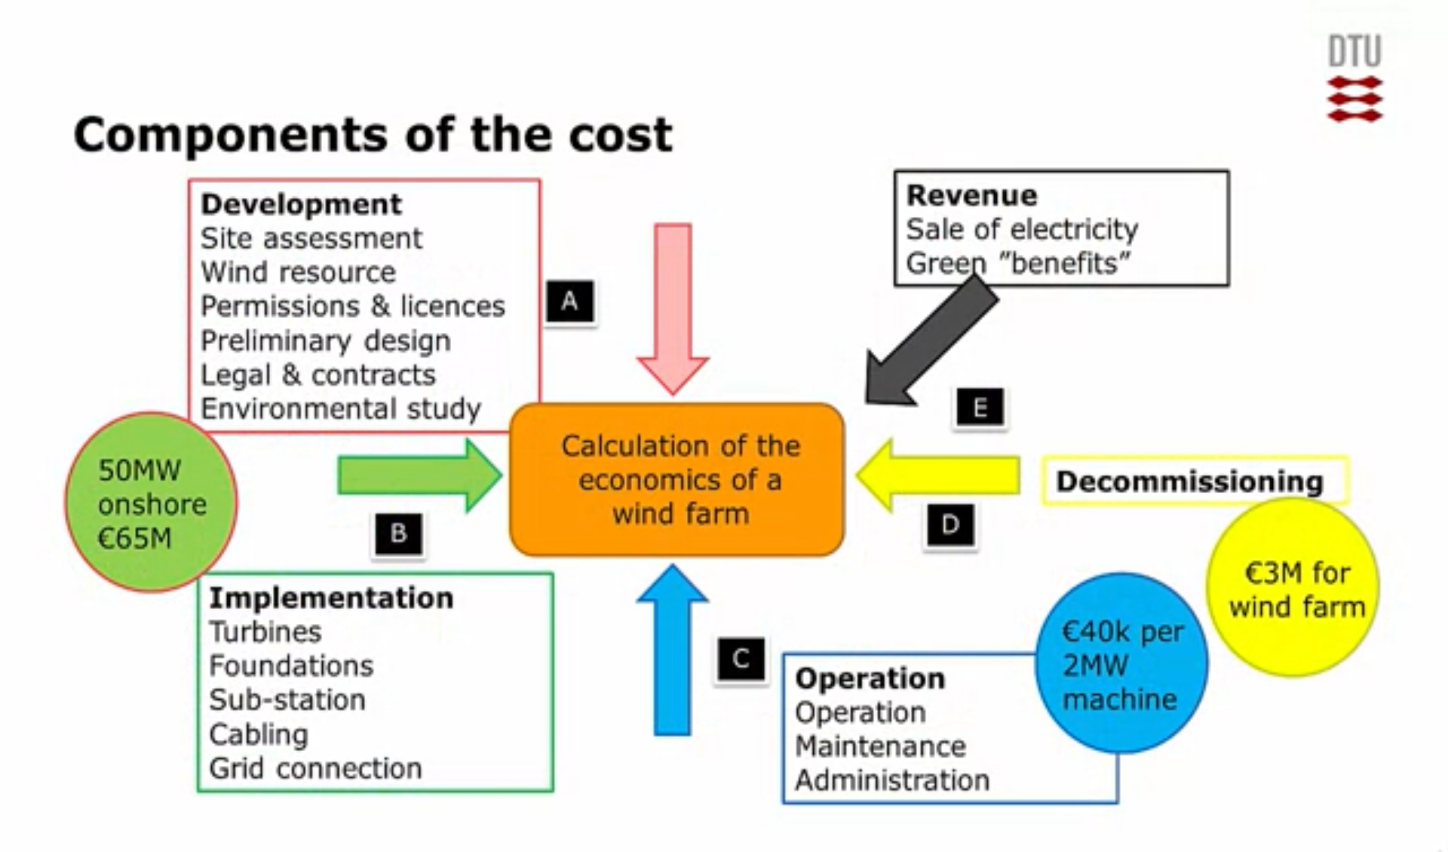 DTU
Components of the cost
Development
Site assessment
Wind resource
Permissions & licences
Preliminary design
Legal & contracts
Environmental study
A
Revenue
Sale of electricity
Green ”benefits”
E
50MW
onshore
€65M
B
Calculation of the
economics of a
wind farm
D
Decommissioning
€3M for
wind farm
Implementation
Turbines
Foundations
Sub-station
Cabling
Grid connection
C
Operation
Operation
Maintenance
Administration
€40k per
2MW
machine